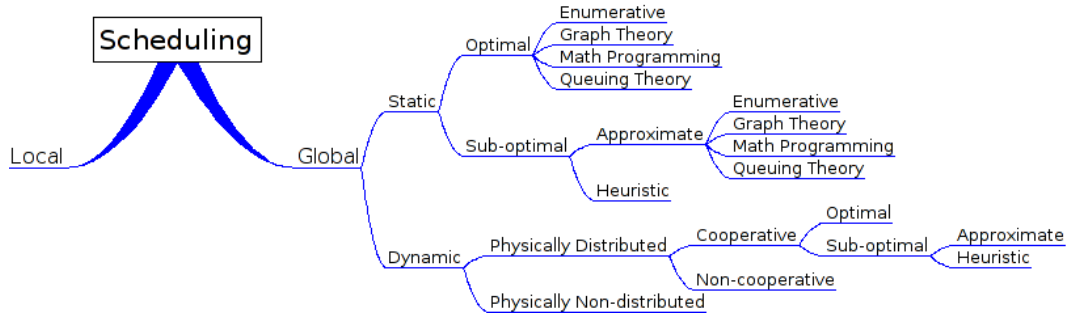 Scheduling
Local
Global
Static
Optimal
Enumerative
Graph Theory
Math Programming
Queuing Theory
Sub-optimal
Approximate
Enumerative
Graph Theory
Math Programming
Queuing Theory
Heuristic
Dynamic
Physically Distributed
Cooperative
Optimal
Sub-optimal
Approximate
Heuristic
Non-cooperative
Physically Non-distributed